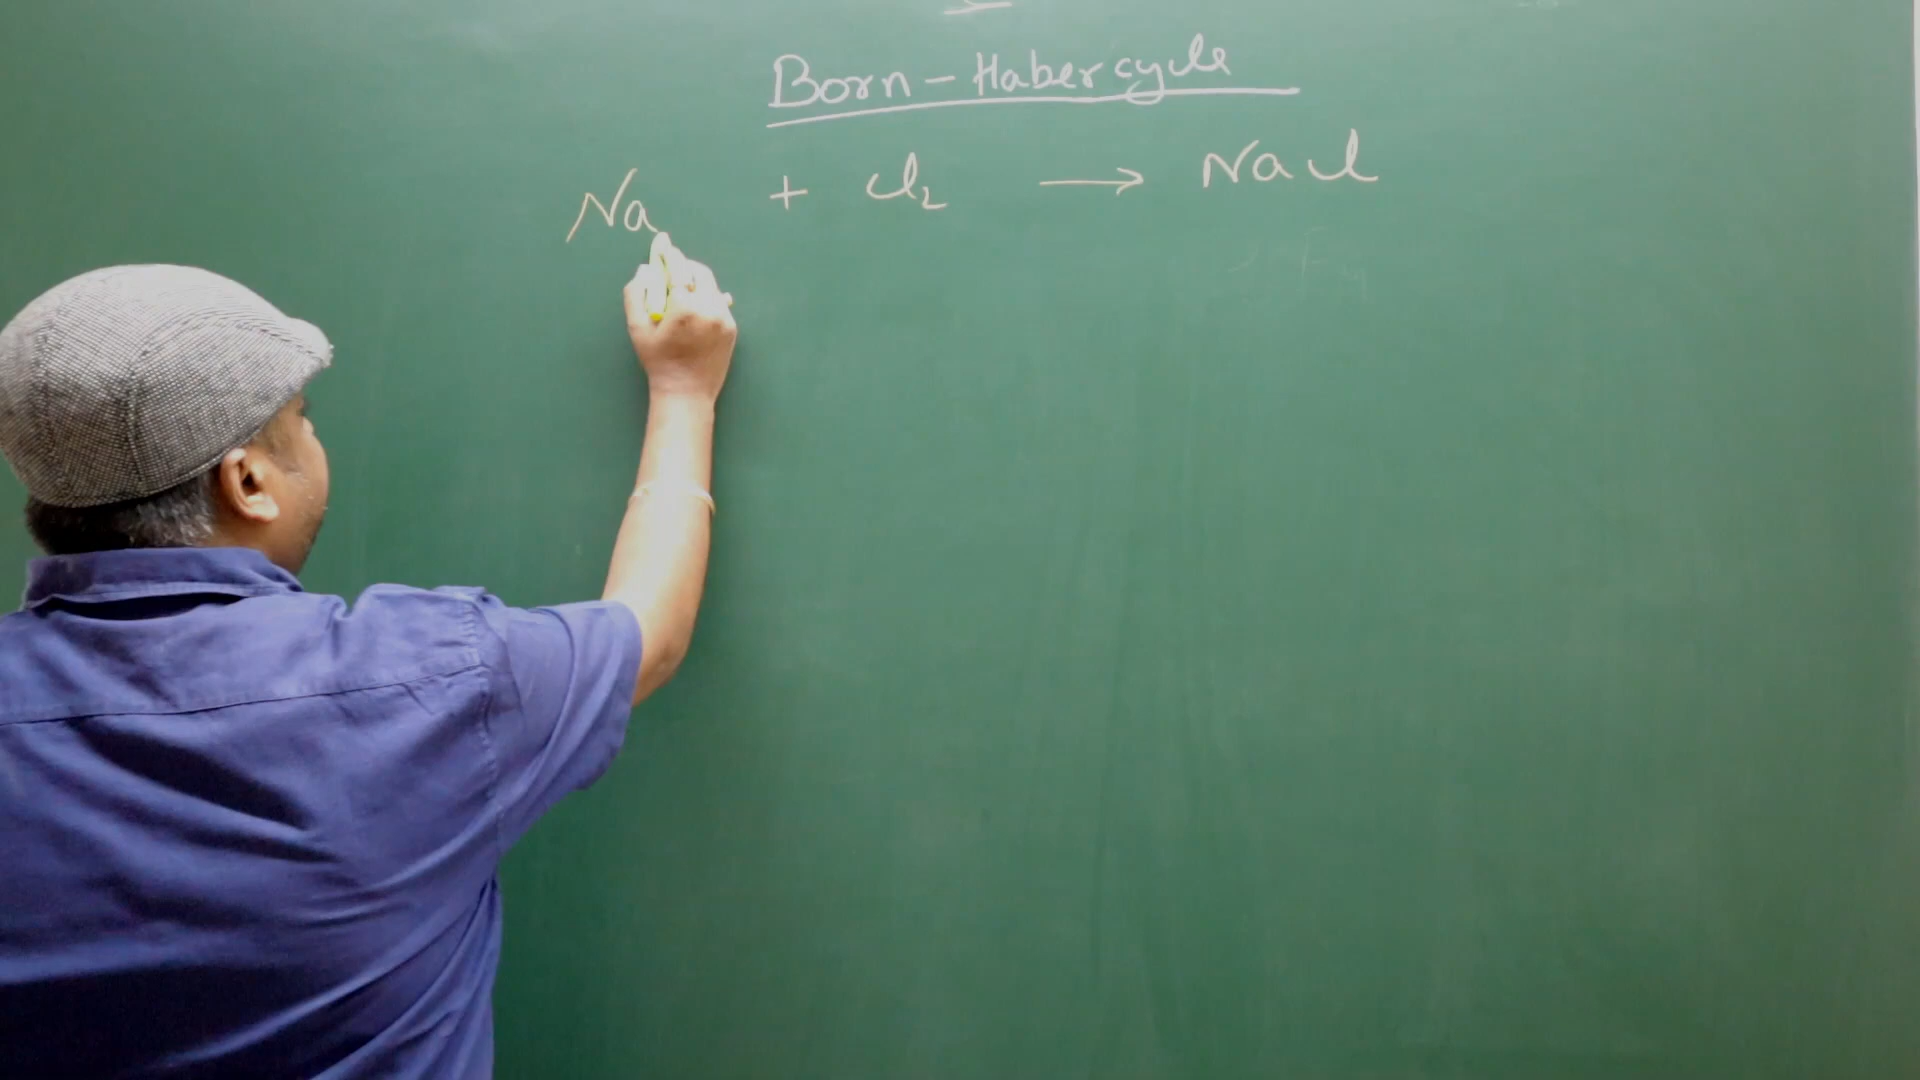 Born - Haber cycle
Na + Cl₂ → NaCl